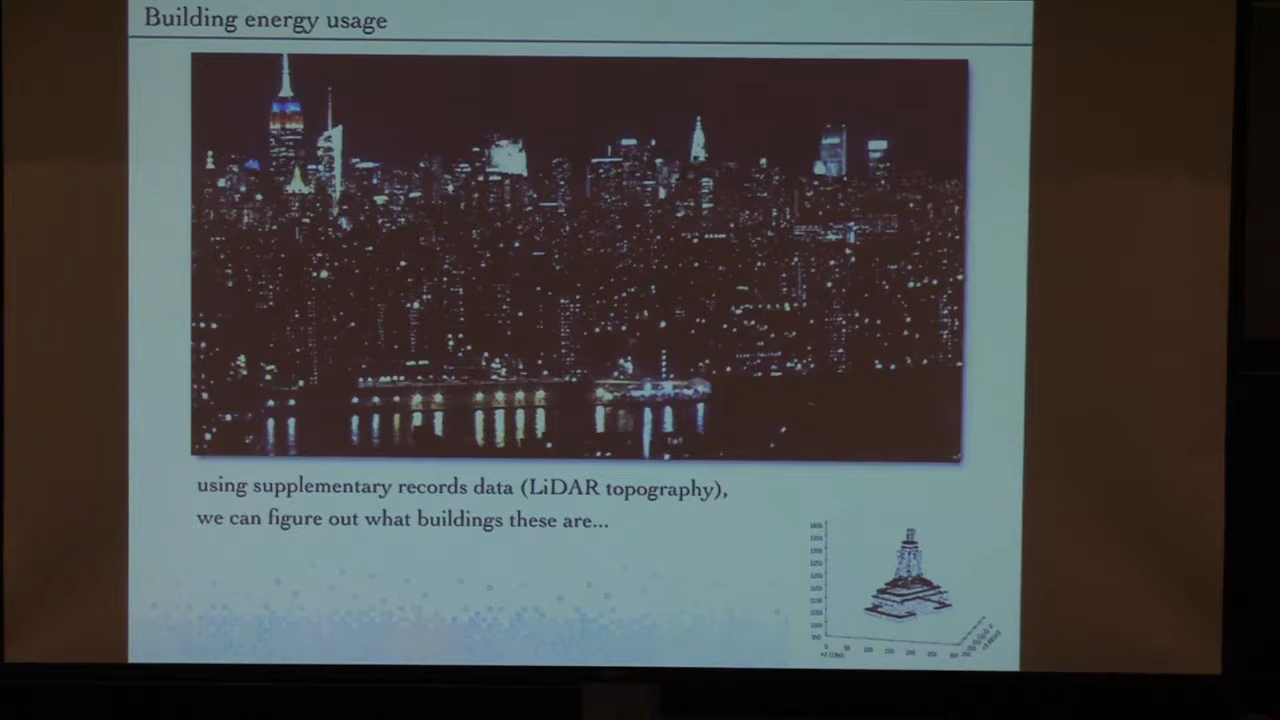 Building energy usage
using supplementary records data (LiDAR topography),
we can figure out what buildings these are...